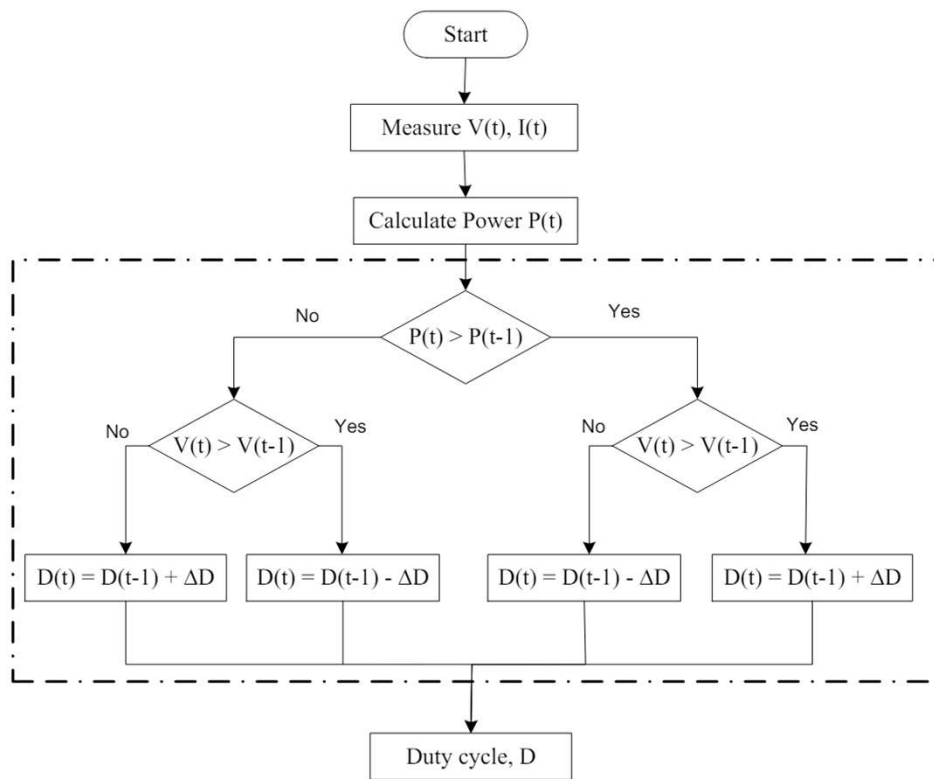 Start
Measure V(t), I(t)
Calculate Power P(t)
No
Yes
P(t) > P(t-1)
No
Yes
No
Yes
V(t) > V(t-1)
V(t) > V(t-1)
D(t) = D(t-1) + ΔD
D(t) = D(t-1) - ΔD
D(t) = D(t-1) - ΔD
D(t) = D(t-1) + ΔD
Duty cycle, D